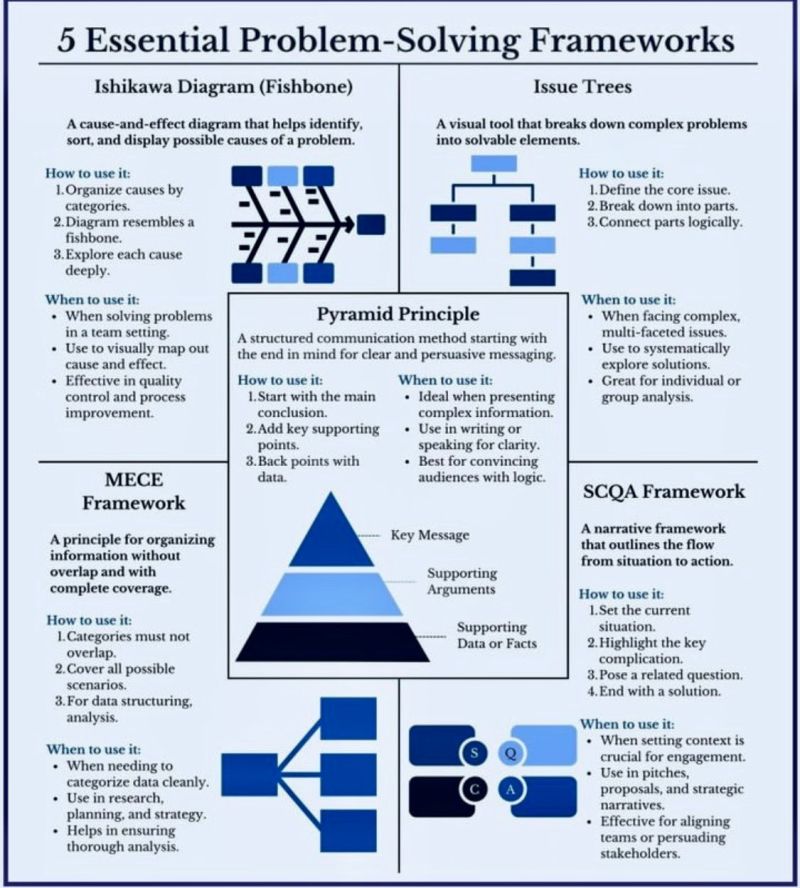 5 Essential Problem-Solving Frameworks
Ishikawa Diagram (Fishbone)
A cause-and-effect diagram that helps identify,
sort, and display possible causes of a problem.
How to use it:
1. Organize causes by
categories.
2. Diagram resembles a
fishbone.
3. Explore each cause
deeply.
When to use it:
• When solving problems
in a team setting.
• Use to visually map out
cause and effect.
• Effective in quality
control and process
improvement.
Issue Trees
A visual tool that breaks down complex problems
into solvable elements.
How to use it:
1. Define the core issue.
2. Break down into parts.
3. Connect parts logically.
When to use it:
• When facing complex,
multi-faceted issues.
• Use to systematically
explore solutions.
• Great for individual or
group analysis.
Pyramid Principle
A structured communication method starting with
the end in mind for clear and persuasive messaging.
How to use it:
1. Start with the main
conclusion.
2. Add key supporting
points.
3. Back points with
data.
When to use it:
• Ideal when presenting
complex information.
• Use in writing or
speaking for clarity.
• Best for convincing
audiences with logic.
Key Message
Supporting
Arguments
Supporting
Data or Facts
MECE
Framework
A principle for organizing
information without
overlap and with
complete coverage.
How to use it:
1. Categories must not
overlap.
2. Cover all possible
scenarios.
3. For data structuring,
analysis.
When to use it:
• When needing to
categorize data cleanly.
• Use in research,
planning, and strategy.
• Helps in ensuring
thorough analysis.
SCQA Framework
A narrative framework
that outlines the flow
from situation to action.
How to use it:
1. Set the current
situation.
2. Highlight the key
complication.
3. Pose a related question.
4. End with a solution.
When to use it:
• When setting context is
crucial for engagement.
• Use in pitches,
proposals, and strategic
narratives.
• Effective for aligning
teams or persuading
stakeholders.
S Q
C A